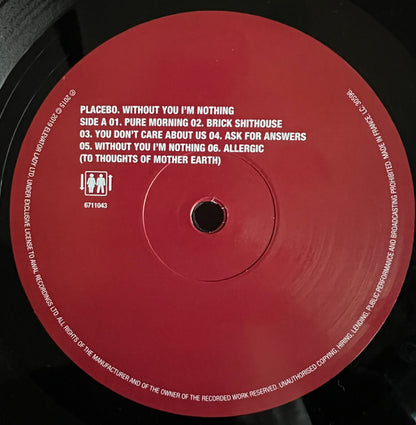 PLACEBO. WITHOUT YOU I'M NOTHING
SIDE A 01. PURE MORNING 02. BRICK SHITHOUSE
03. YOU DON'T CARE ABOUT US 04. ASK FOR ANSWERS
05. WITHOUT YOU I'M NOTHING 06. ALLERGIC
(TO THOUGHTS OF MOTHER EARTH)
6711043
℗ 2015 © 2019 ELEVATOR LADY LTD. UNDER EXCLUSIVE LICENSE TO AWAL RECORDINGS LTD. ALL RIGHTS OF THE MANUFACTURER AND OF THE OWNER OF THE RECORDED WORK RESERVED. UNAUTHORISED COPYING, HIRING, LENDING, PUBLIC PERFORMANCE AND BROADCASTING PROHIBITED. MADE IN FRANCE. LC: 30598.